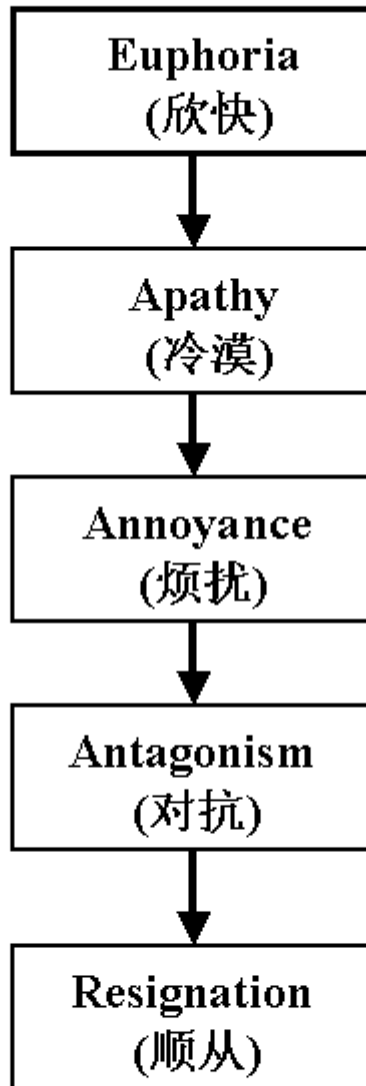 Euphoria
(欣快)
Apathy
(冷漠)
Annoyance
(烦扰)
Antagonism
(对抗)
Resignation
(顺从)